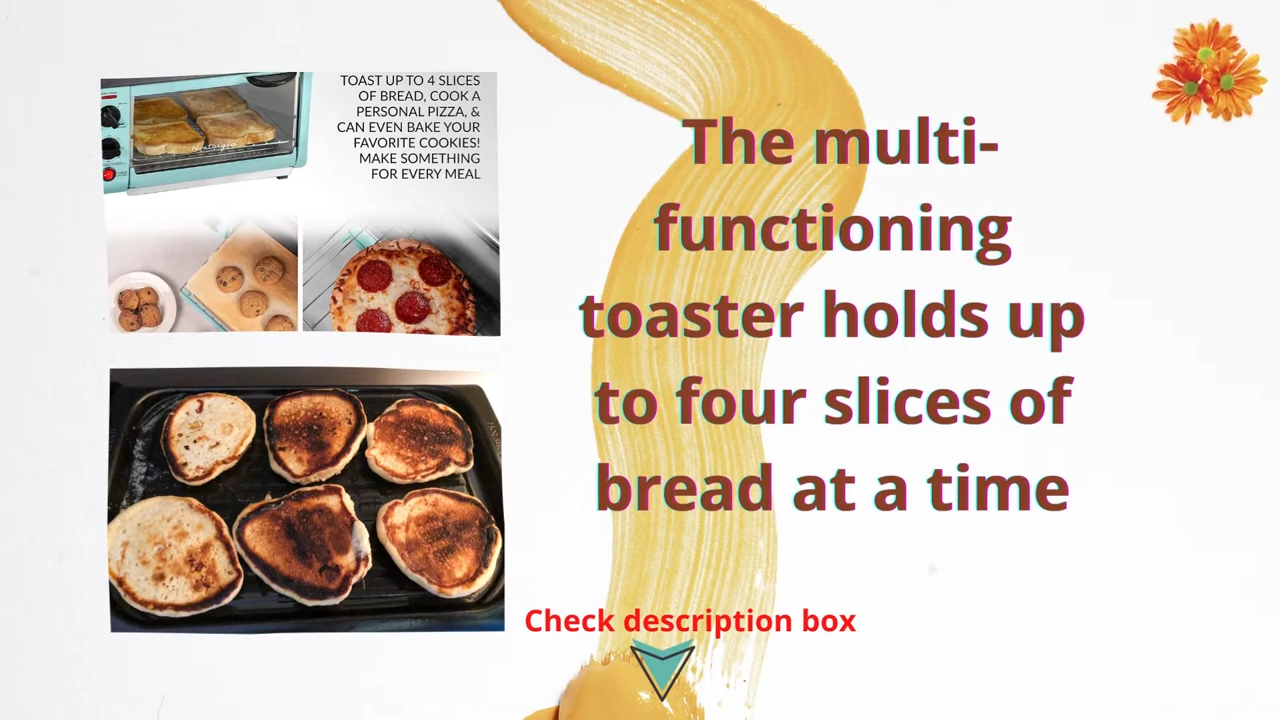 TOAST UP TO 4 SLICES
OF BREAD, COOK A
PERSONAL PIZZA, &
CAN EVEN BAKE YOUR
FAVORITE COOKIES!
MAKE SOMETHING
FOR EVERY MEAL
Nostalgia
The multi-
functioning
toaster holds up
to four slices of
bread at a time
Check description box